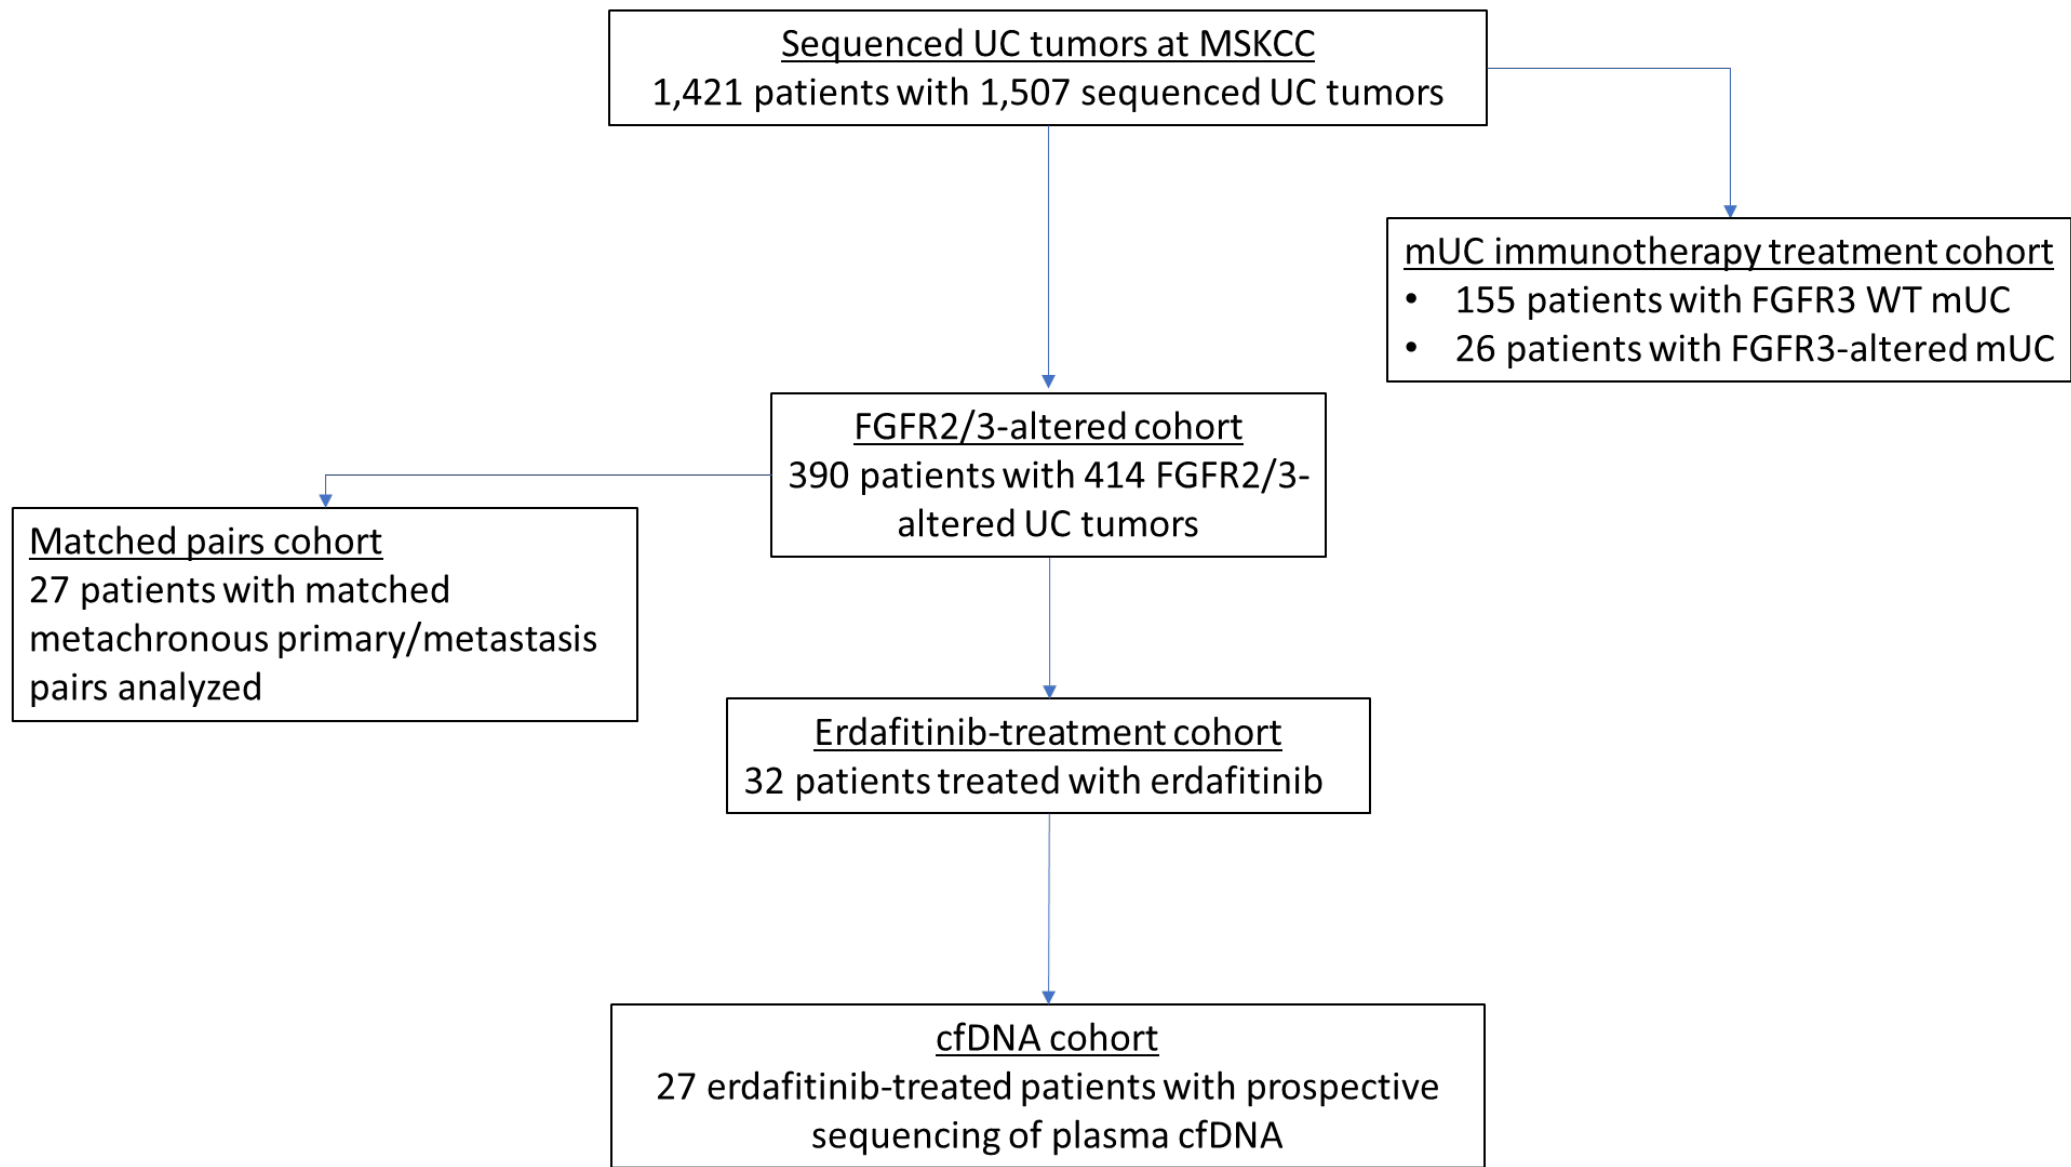 Sequenced UC tumors at MSKCC
1,421 patients with 1,507 sequenced UC tumors
mUC immunotherapy treatment cohort
• 155 patients with FGFR3 WT mUC
• 26 patients with FGFR3-altered mUC
FGFR2/3-altered cohort
390 patients with 414 FGFR2/3-
altered UC tumors
Matched pairs cohort
27 patients with matched
metachronous primary/metastasis
pairs analyzed
Erdafitinib-treatment cohort
32 patients treated with erdafitinib
cfDNA cohort
27 erdafitinib-treated patients with prospective
sequencing of plasma cfDNA